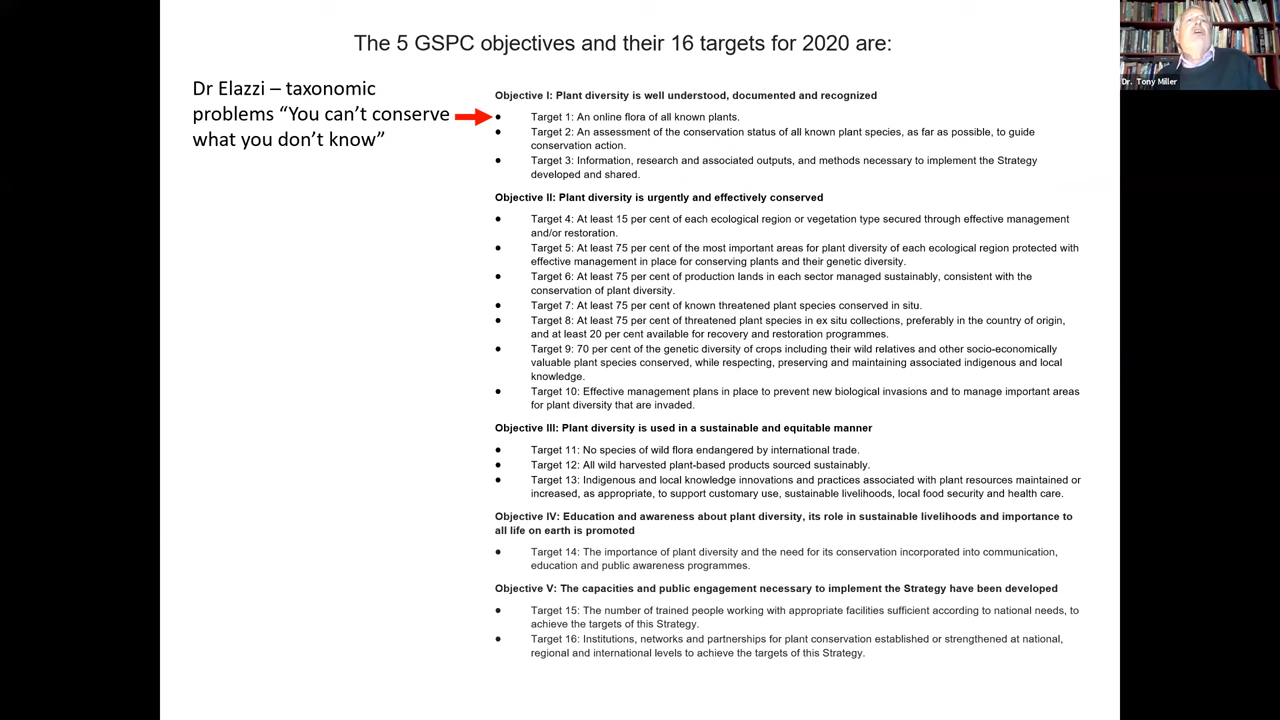 The 5 GSPC objectives and their 16 targets for 2020 are:
Dr. Tony Miller
Dr Elazzi – taxonomic
problems “You can’t conserve
what you don’t know”
Objective I: Plant diversity is well understood, documented and recognized
● Target 1: An online flora of all known plants.
● Target 2: An assessment of the conservation status of all known plant species, as far as possible, to guide
conservation action.
● Target 3: Information, research and associated outputs, and methods necessary to implement the Strategy
developed and shared.
Objective II: Plant diversity is urgently and effectively conserved
● Target 4: At least 15 per cent of each ecological region or vegetation type secured through effective management
and/or restoration.
● Target 5: At least 75 per cent of the most important areas for plant diversity of each ecological region protected with
effective management in place for conserving plants and their genetic diversity.
● Target 6: At least 75 per cent of production lands in each sector managed sustainably, consistent with the
conservation of plant diversity.
● Target 7: At least 75 per cent of known threatened plant species conserved in situ.
● Target 8: At least 75 per cent of threatened plant species in ex situ collections, preferably in the country of origin,
and at least 20 per cent available for recovery and restoration programmes.
● Target 9: 70 per cent of the genetic diversity of crops including their wild relatives and other socio-economically
valuable plant species conserved, while respecting, preserving and maintaining associated indigenous and local
knowledge.
● Target 10: Effective management plans in place to prevent new biological invasions and to manage important areas
for plant diversity that are invaded.
Objective III: Plant diversity is used in a sustainable and equitable manner
● Target 11: No species of wild flora endangered by international trade.
● Target 12: All wild harvested plant-based products sourced sustainably.
● Target 13: Indigenous and local knowledge innovations and practices associated with plant resources maintained or
increased, as appropriate, to support customary use, sustainable livelihoods, local food security and health care.
Objective IV: Education and awareness about plant diversity, its role in sustainable livelihoods and importance to
all life on earth is promoted
● Target 14: The importance of plant diversity and the need for its conservation incorporated into communication,
education and public awareness programmes.
Objective V: The capacities and public engagement necessary to implement the Strategy have been developed
● Target 15: The number of trained people working with appropriate facilities sufficient according to national needs, to
achieve the targets of this Strategy.
● Target 16: Institutions, networks and partnerships for plant conservation established or strengthened at national,
regional and international levels to achieve the targets of this Strategy.